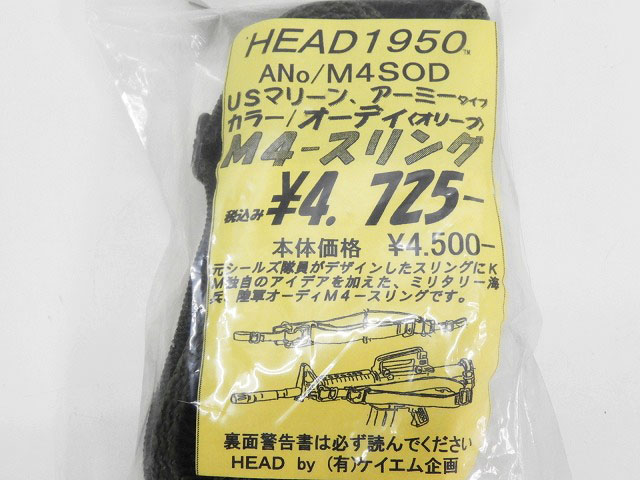 HEAD1950™
ANo/M4SOD
USマリーン、アーミータイプ
カラー/オーディ〈オリーブ〉
M4-スリング
税込み ¥4.725-
本体価格 ¥4.500-
元シールズ隊員がデザインしたスリングにK
M独自のアイデアを加えた、ミリタリー海
兵、陸軍オーディM4ースリングです。
裏面警告書は必ず読んでください
HEAD by (有)ケイエム企画